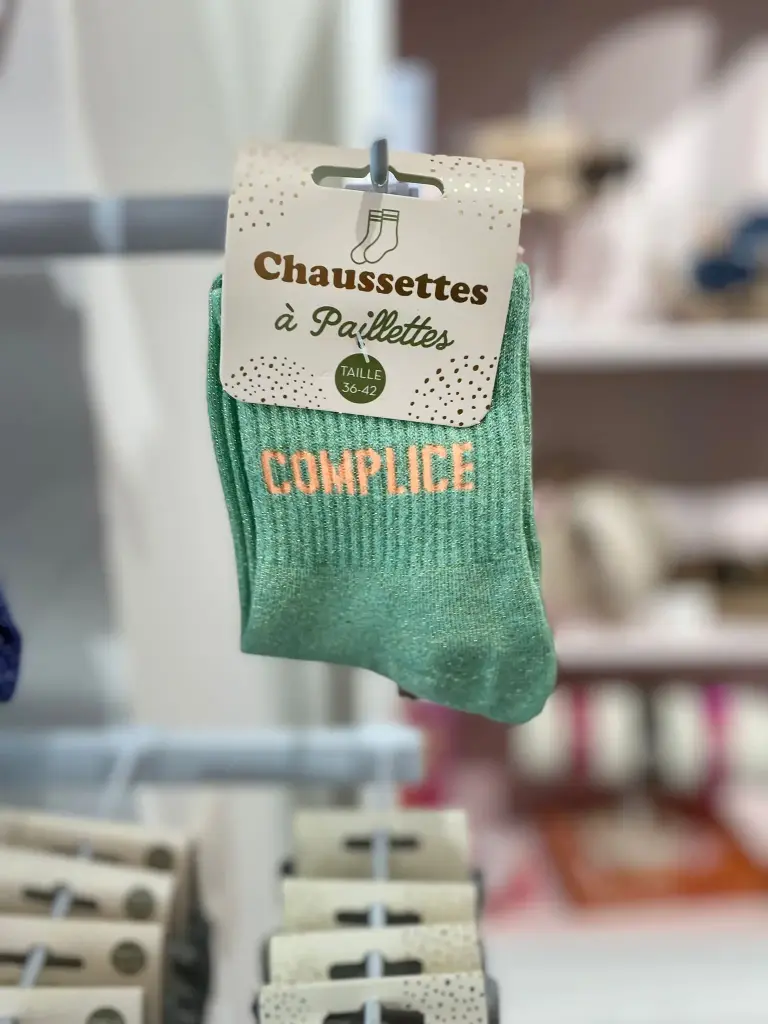 Chaussettes
à Paillettes
TAILLE
36-42
COMPLICE